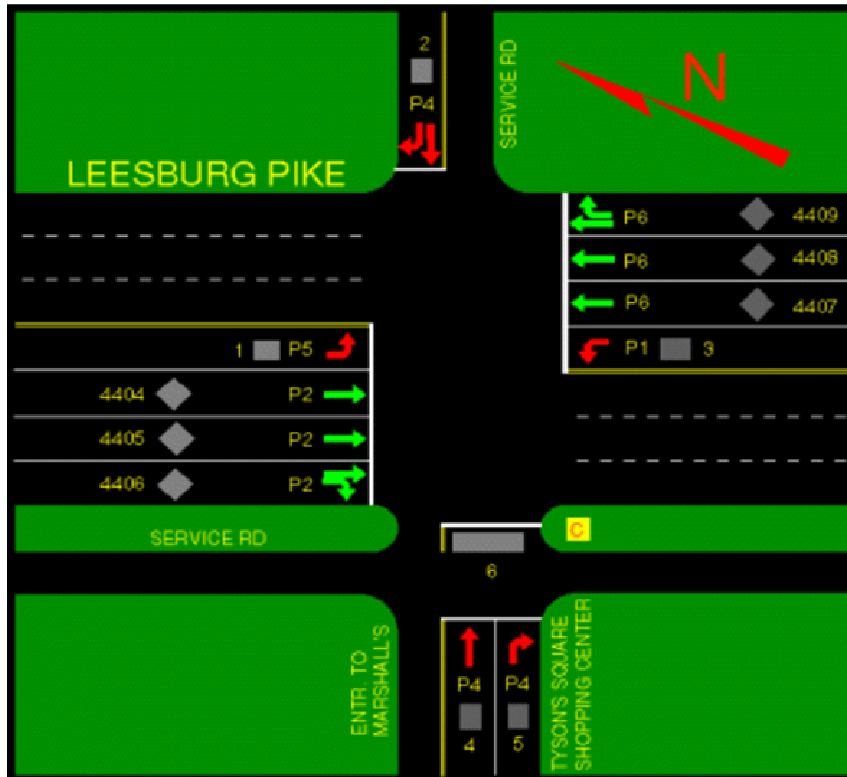 2
P4
SERVICE RD
N
LEESBURG PIKE
P6 4409
P6 4408
P6 4407
1 P5
P1 3
4404 P2
4405 P2
4406 P2
SERVICE RD
C
6
ENTR. TO
MARSHALL'S
P4 P4
4 5
TYSON'S SQUARE
SHOPPING CENTER